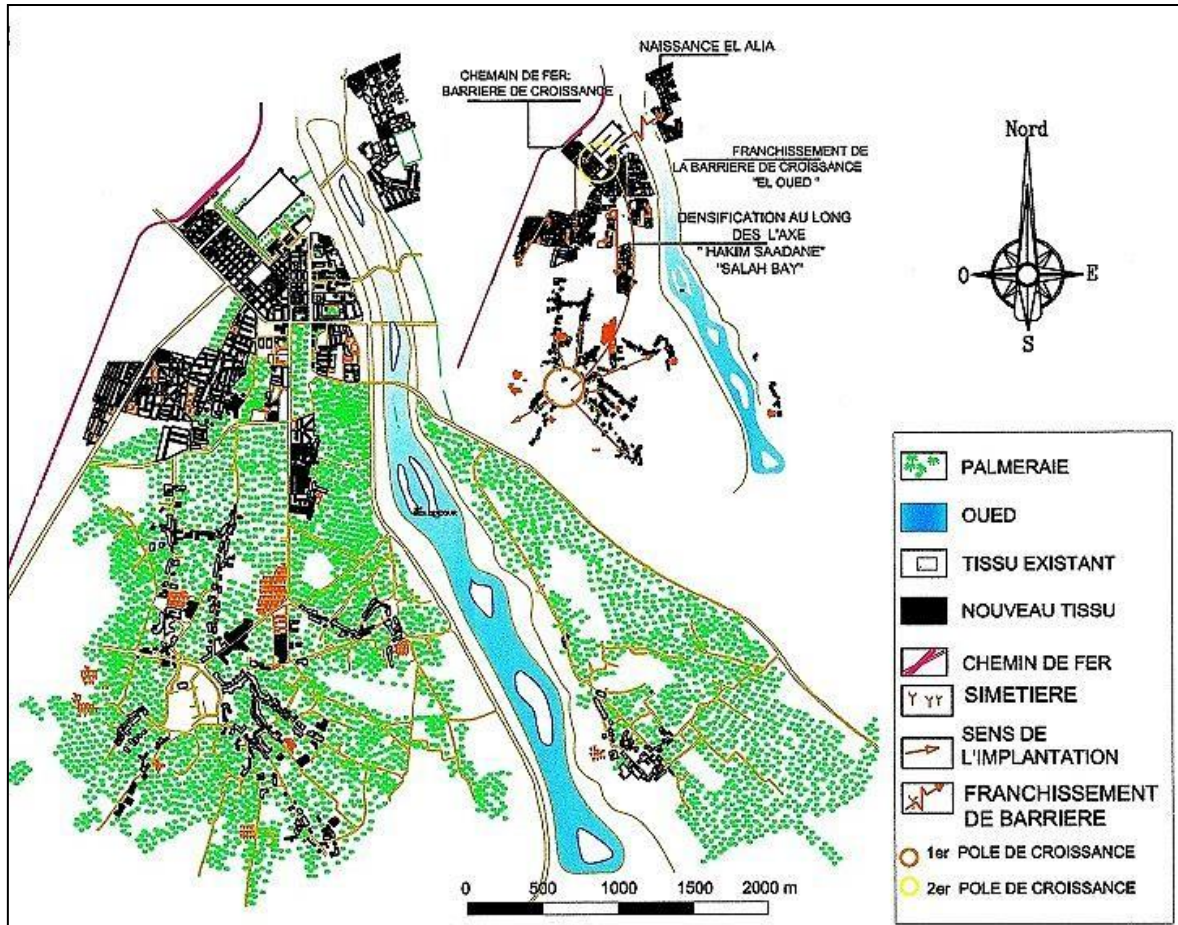 NAISSANCE EL ALIA
CHEMAIN DE FER:
BARRIERE DE CROISSANCE
FRANCHISSEMENT DE
LA BARRIERE DE CROISSANCE
"EL OUED "
DENSIFICATION AU LONG
DES L'AXE
" HAKIM SAADANE"
"SALAH BAY"
Nord
O
E
S
PALMERAIE
OUED
TISSU EXISTANT
NOUVEAU TISSU
CHEMIN DE FER
SIMETIERE
SENS DE
L'IMPLANTATION
FRANCHISSEMENT
DE BARRIERE
1er POLE DE CROISSANCE
2er POLE DE CROISSANCE
0 500 1000 1500 2000 m